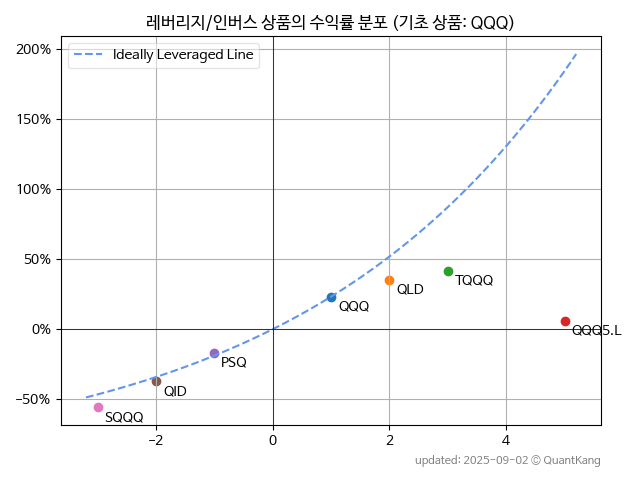 레버리지/인버스 상품의 수익률 분포 (기초 상품: QQQ)
200%
Ideally Leveraged Line
150%
100%
50%
QLD
TQQQ
QQQ
0%
QQQ5.L
PSQ
QID
−50%
SQQQ
−2
0
2
4
updated: 2025-09-02 © QuantKang